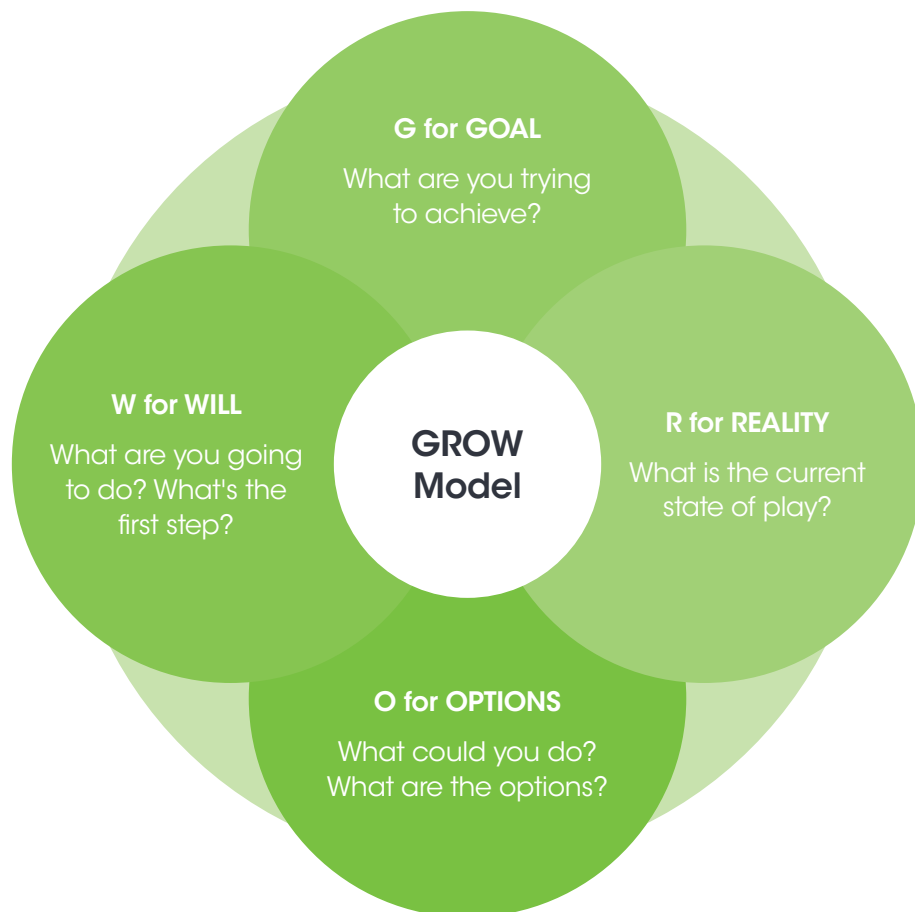 G for GOAL
What are you trying
to achieve?
R for REALITY
What is the current
state of play?
O for OPTIONS
What could you do?
What are the options?
W for WILL
What are you going
to do? What's the
first step?
GROW
Model